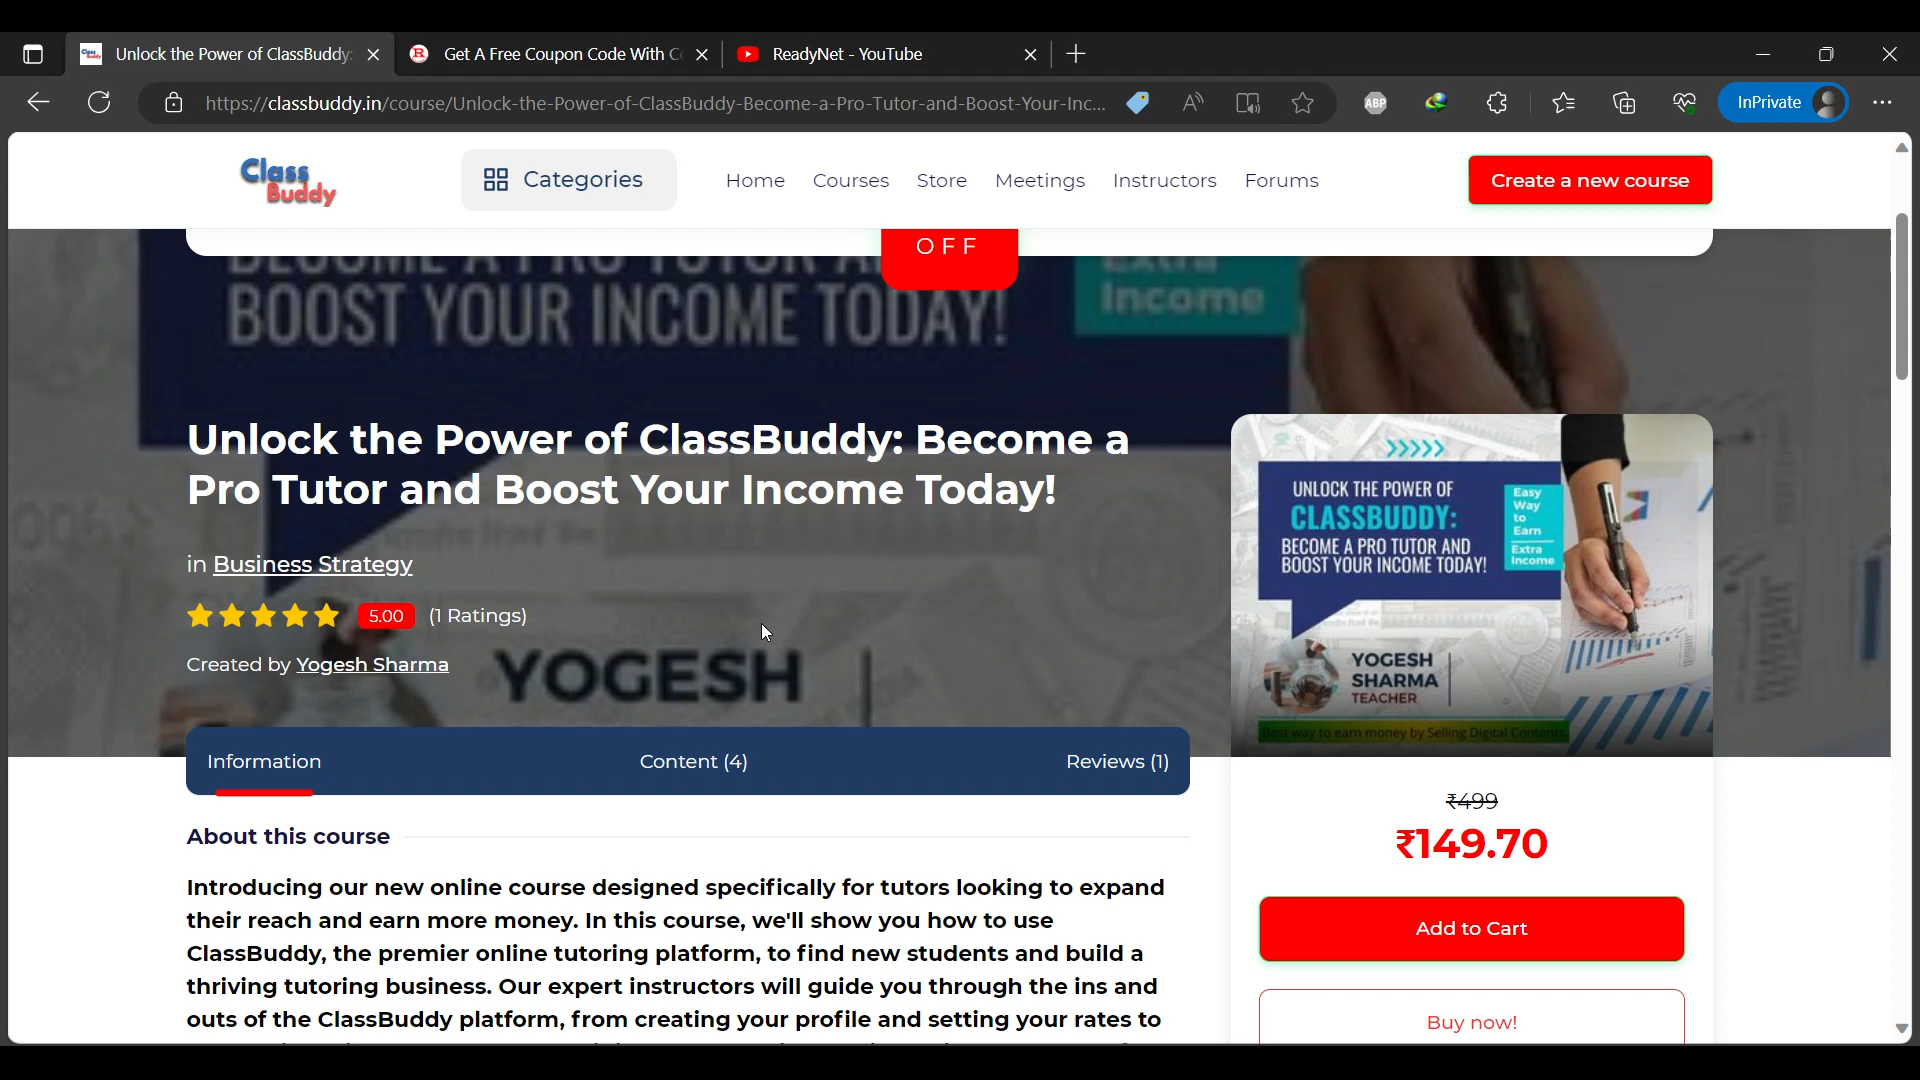 Unlock the Power of ClassBuddy:
Get A Free Coupon Code With C
ReadyNet - YouTube
https://classbuddy.in/course/Unlock-the-Power-of-ClassBuddy-Become-a-Pro-Tutor-and-Boost-Your-Inc...
ABP
InPrivate
Class
Buddy
Categories
Home
Courses
Store
Meetings
Instructors
Forums
Create a new course
OFF
BECOME A PRO TUTOR AND
BOOST YOUR INCOME TODAY!
Extra
Income
Unlock the Power of ClassBuddy: Become a
Pro Tutor and Boost Your Income Today!
in Business Strategy
5.00 (1 Ratings)
Created by Yogesh Sharma
YOGESH
UNLOCK THE POWER OF
CLASSBUDDY:
BECOME A PRO TUTOR AND
BOOST YOUR INCOME TODAY!
Easy
Way
to
Earn
Extra
Income
YOGESH
SHARMA
TEACHER
Best way to earn money by Selling Digital Contents
Information
Content (4)
Reviews (1)
₹499
₹149.70
Add to Cart
Buy now!
About this course
Introducing our new online course designed specifically for tutors looking to expand
their reach and earn more money. In this course, we'll show you how to use
ClassBuddy, the premier online tutoring platform, to find new students and build a
thriving tutoring business. Our expert instructors will guide you through the ins and
outs of the ClassBuddy platform, from creating your profile and setting your rates to